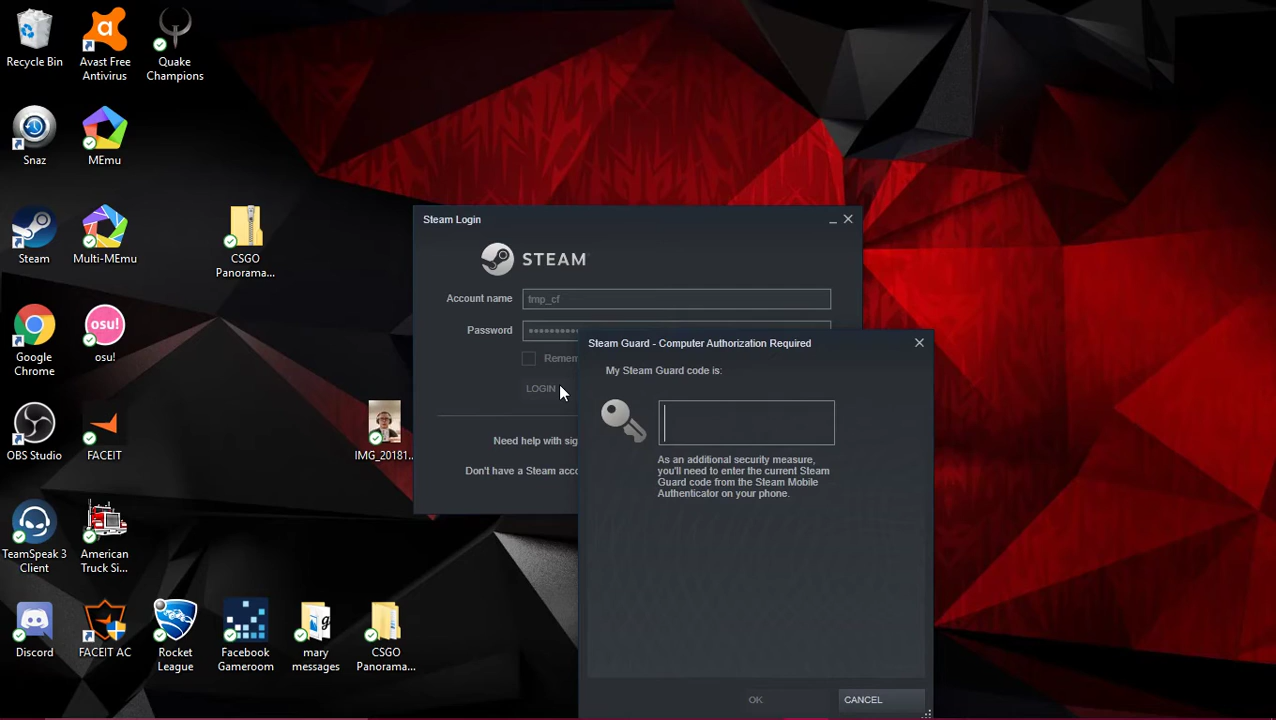 Recycle Bin
Avast Free
Antivirus
Quake
Champions
Snaz
MEmu
Steam
Multi-MEmu
CSGO
Panorama...
Google
Chrome
osu!
osu!
OBS Studio
FACEIT
IMG_20181...
TeamSpeak 3
Client
American
Truck Si...
Discord
FACEIT AC
Rocket
League
Facebook
Gameroom
mary
messages
CSGO
Panorama...
Steam Login
STEAM
Account name
tmp_cf
Password
Remem
LOGIN
Need help with sig
Don't have a Steam acco
Steam Guard - Computer Authorization Required
My Steam Guard code is:
As an additional security measure,
you'll need to enter the current Steam
Guard code from the Steam Mobile
Authenticator on your phone.
OK
CANCEL